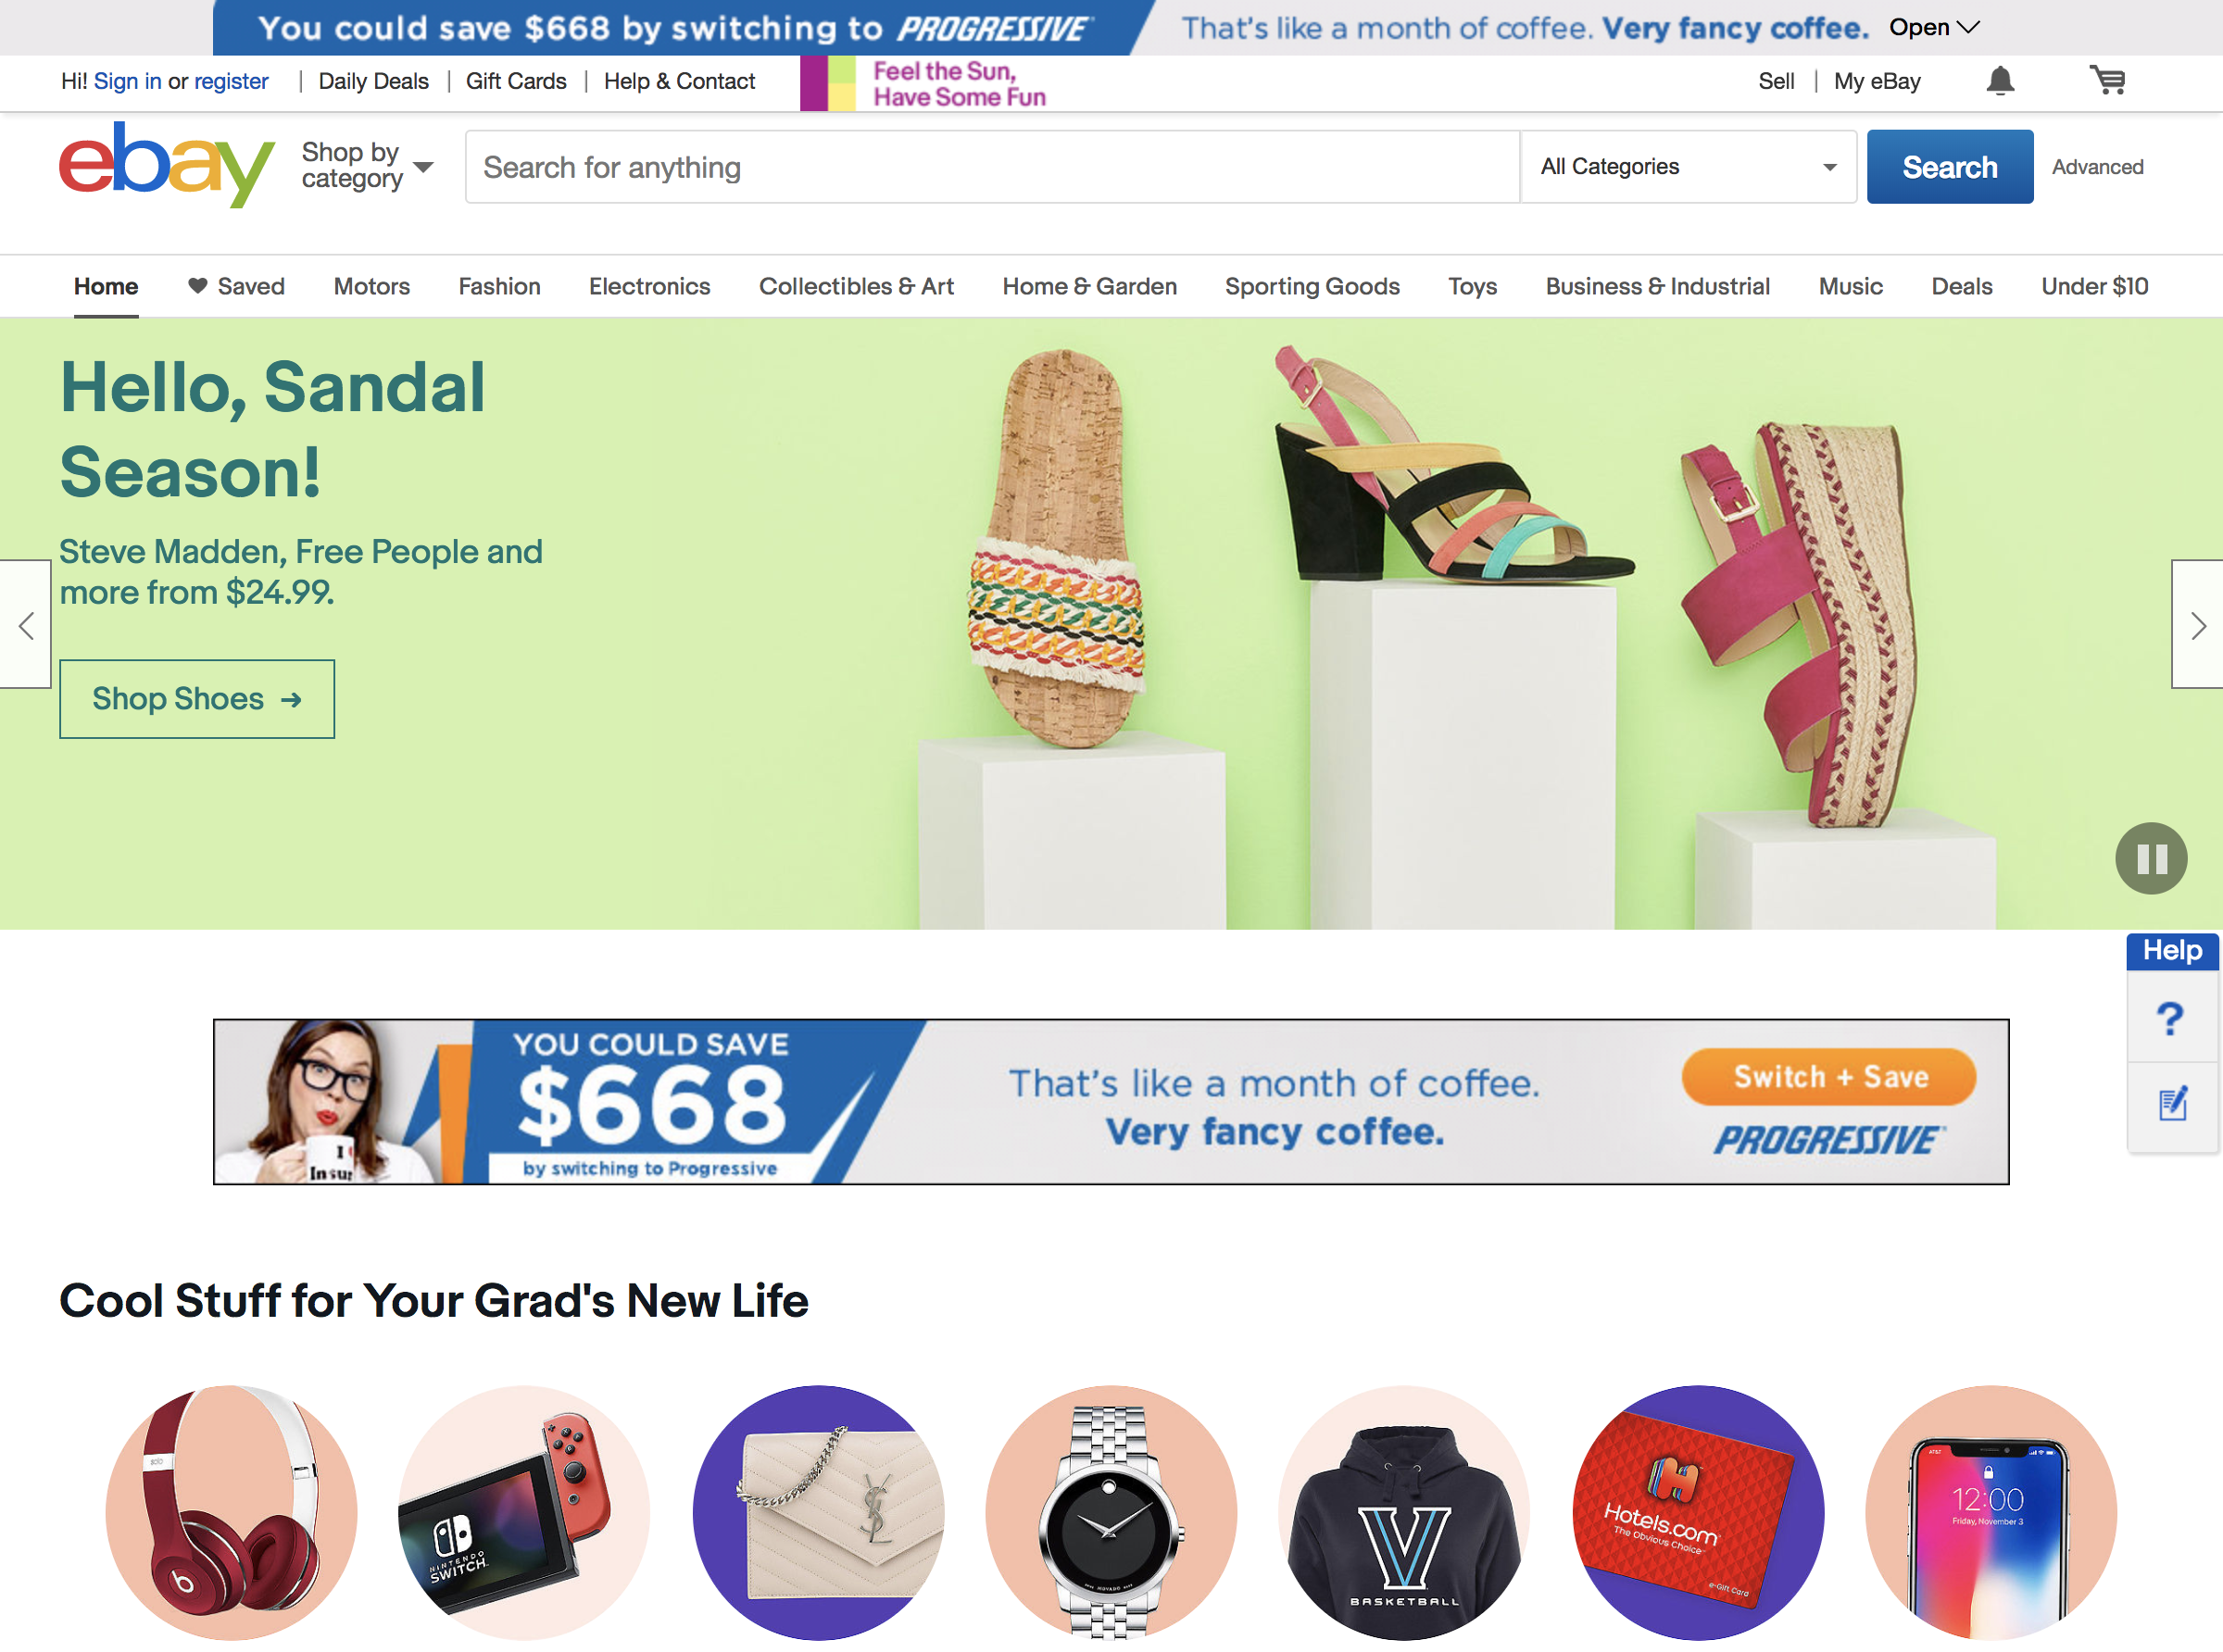 You could save $668 by switching to PROGRESSIVE That's like a month of coffee. Very fancy coffee. Open
Hi! Sign in or register | Daily Deals | Gift Cards | Help & Contact
Feel the Sun,
Have Some Fun
Sell | My eBay
ebay
Shop by
category
Search for anything
All Categories
Search
Advanced
Home Saved Motors Fashion Electronics Collectibles & Art Home & Garden Sporting Goods Toys Business & Industrial Music Deals Under $10
Hello, Sandal
Season!
Steve Madden, Free People and
more from $24.99.
Shop Shoes →
Help
?
I
Insur
YOU COULD SAVE
$668
by switching to Progressive
That's like a month of coffee.
Very fancy coffee.
Switch + Save
PROGRESSIVE
Cool Stuff for Your Grad's New Life
solo
b
NINTENDO
SWITCH
YSL
MOVADO
V
BASKETBALL
H
Hotels.com
The Obvious Choice
e-Gift Card
AT&T
12:00
Friday, November 3